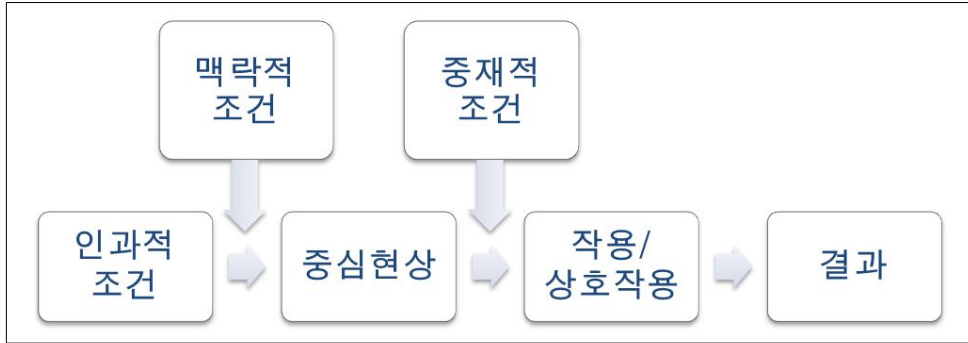 맥락적
조건
중재적
조건
인과적
조건
중심현상
작용/
상호작용
결과